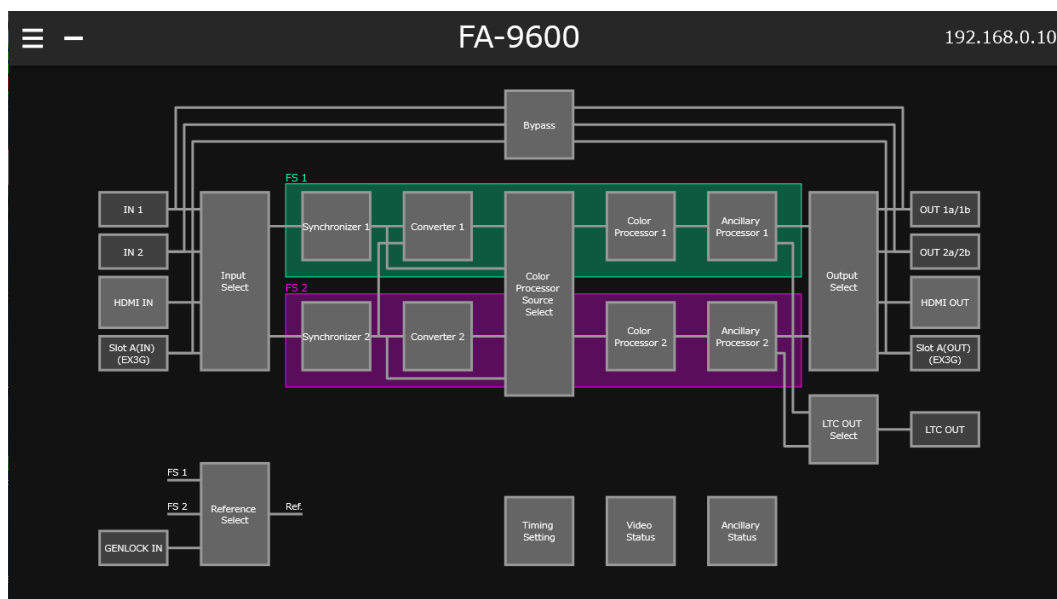 FA-9600
192.168.0.10
Bypass
FS 1
IN 1
IN 2
HDMI IN
Slot A(IN)
(EX3G)
Input
Select
Synchronizer 1
Converter 1
Color
Processor
Source
Select
Color
Processor 1
Ancillary
Processor 1
FS 2
Synchronizer 2
Converter 2
Color
Processor 2
Ancillary
Processor 2
Output
Select
OUT 1a/1b
OUT 2a/2b
HDMI OUT
Slot A(OUT)
(EX3G)
LTC OUT
Select
LTC OUT
FS 1
FS 2
GENLOCK IN
Reference
Select
Ref.
Timing
Setting
Video
Status
Ancillary
Status